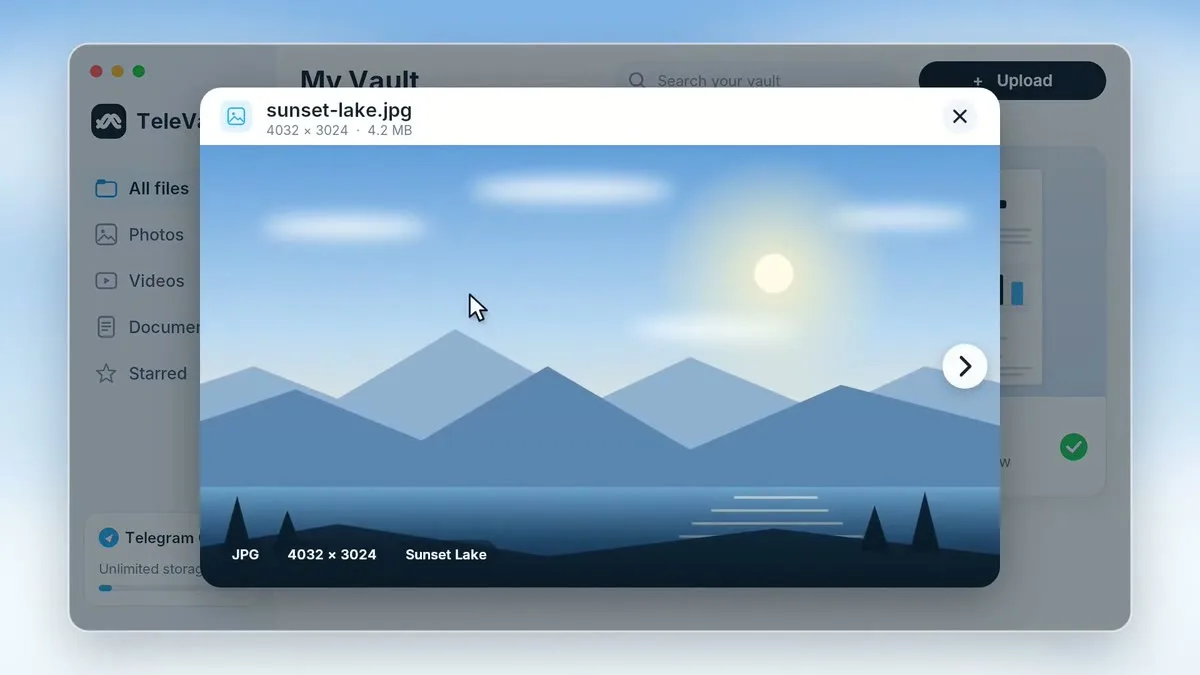 My Vault
Search your vault
+ Upload
TeleVa
sunset-lake.jpg
4032 × 3024 · 4.2 MB
All files
Photos
Videos
Documen
Starred
w
Telegram
Unlimited storag
JPG 4032 × 3024 Sunset Lake